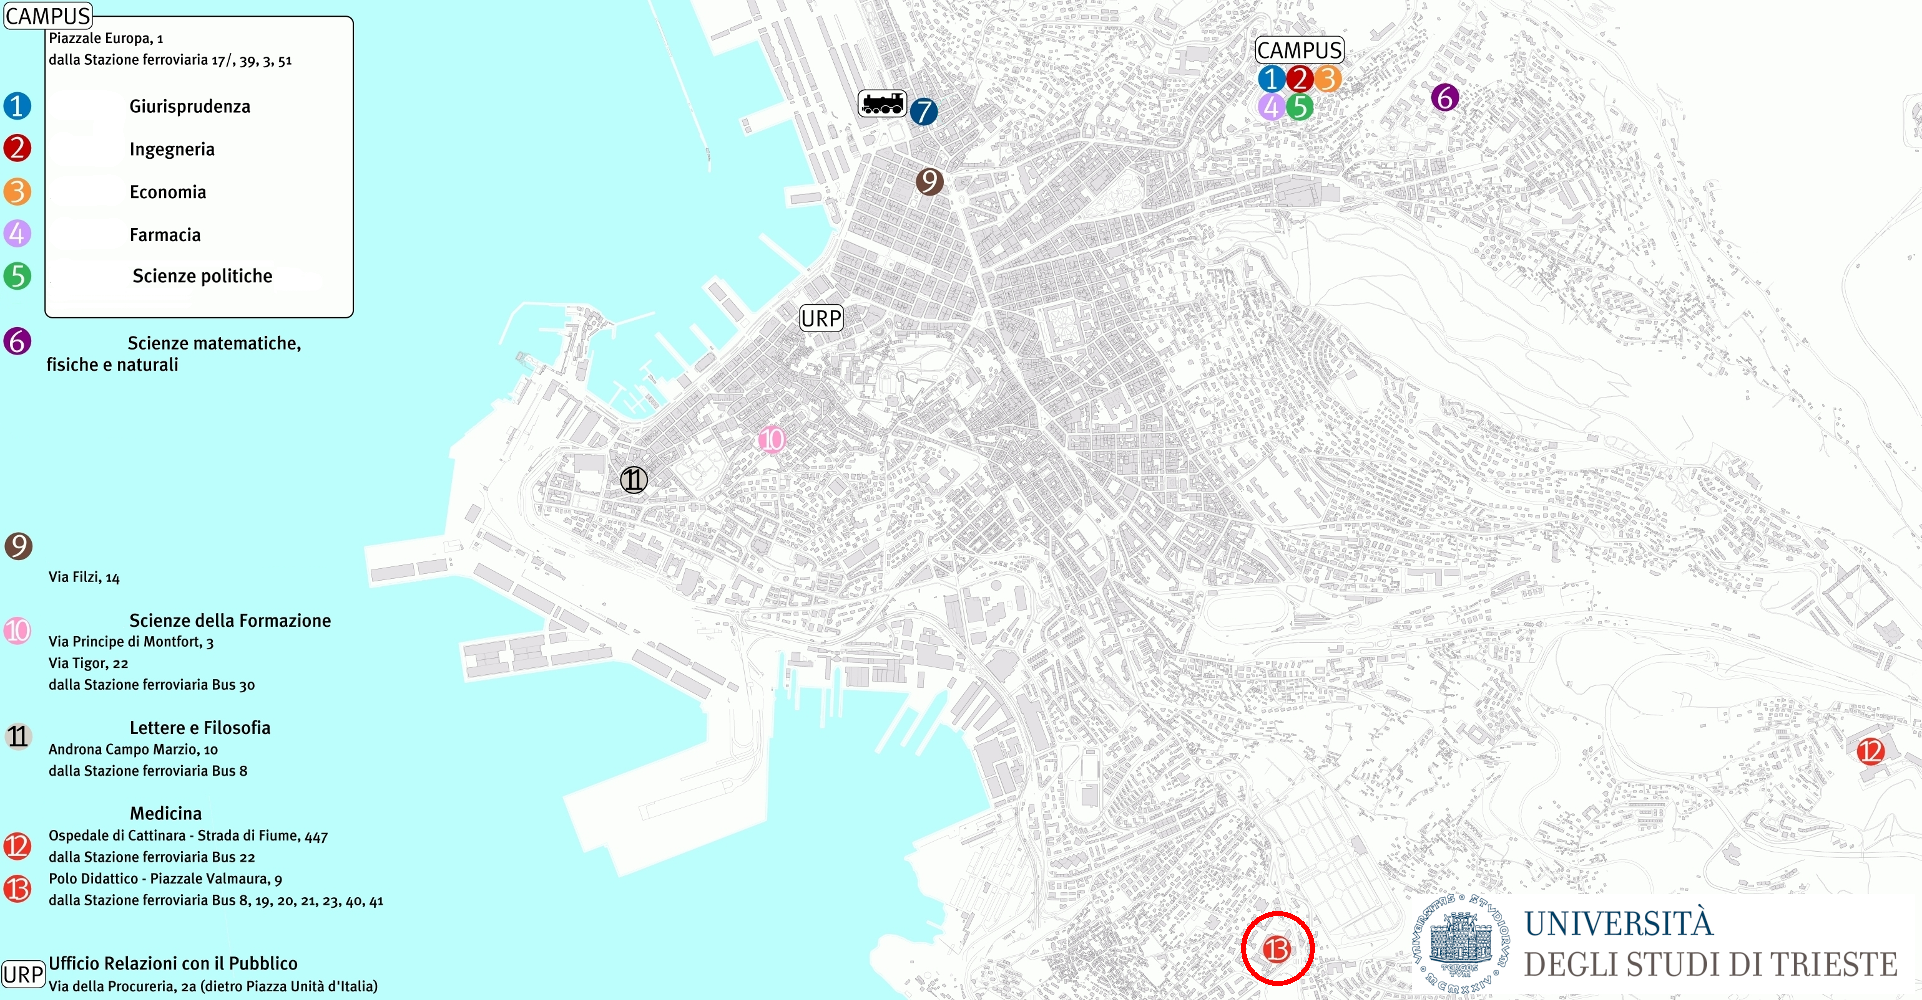 CAMPUS
Piazzale Europa, 1
dalla Stazione ferroviaria 17/, 39, 3, 51
1 Giurisprudenza
2 Ingegneria
3 Economia
4 Farmacia
5 Scienze politiche
6 Scienze matematiche,
fisiche e naturali
9
Via Filzi, 14
10 Scienze della Formazione
Via Principe di Montfort, 3
Via Tigor, 22
dalla Stazione ferroviaria Bus 30
11 Lettere e Filosofia
Androna Campo Marzio, 10
dalla Stazione ferroviaria Bus 8
Medicina
12 Ospedale di Cattinara - Strada di Fiume, 447
dalla Stazione ferroviaria Bus 22
13 Polo Didattico - Piazzale Valmaura, 9
dalla Stazione ferroviaria Bus 8, 19, 20, 21, 23, 40, 41
URP Ufficio Relazioni con il Pubblico
Via della Procureria, 2a (dietro Piazza Unità d'Italia)
CAMPUS
1 2 3
4 5
6
7
9
URP
10
11
12
13
UNIVERSITÀ
DEGLI STUDI DI TRIESTE
UNIVERSITAS STUDIORUM
TERGESTVM
MCMXXIV